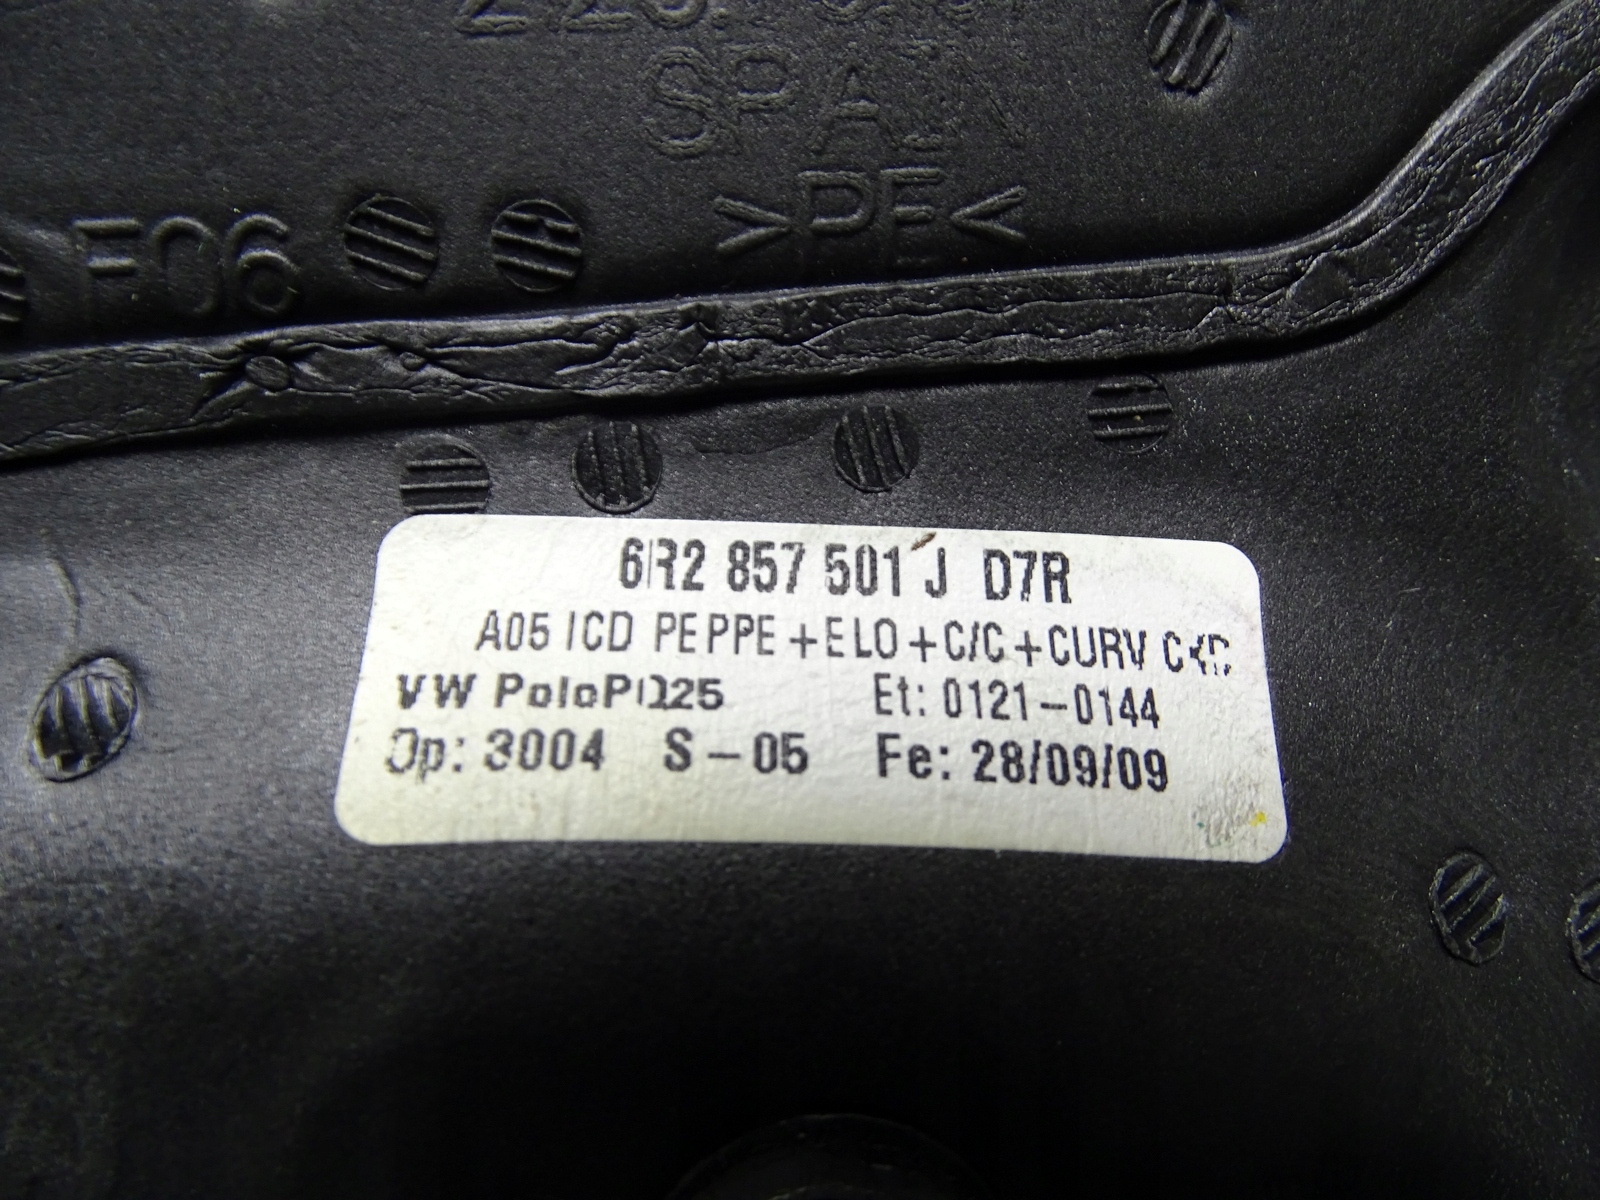 SPAIN
>PE<
F06
6R2 857 501 J D7R
A05 ICD PEPPE+ELO+C/C+CURV CKD
VW PoloPQ25 Et: 0121-0144
Op: 3004 S-05 Fe: 28/09/09